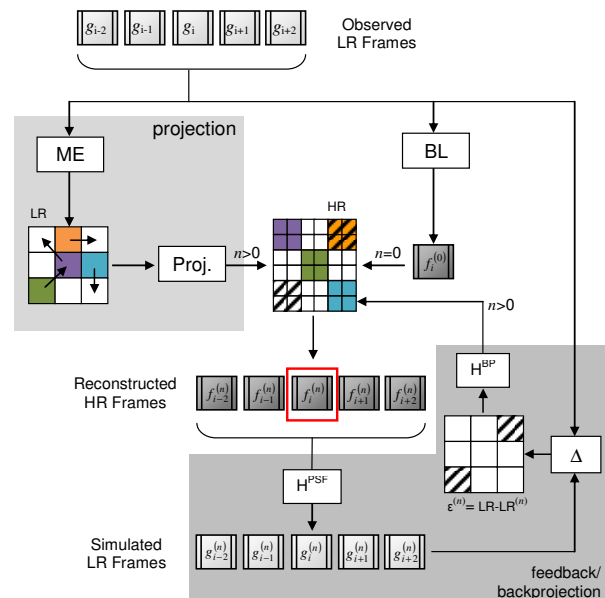 g_{i-2} g_{i-1} g_i g_{i+1} g_{i+2}
Observed
LR Frames
projection
ME
BL
LR
HR
Proj.
n>0
n=0
f_i^{(0)}
n>0
H^{BP}
Reconstructed
HR Frames
f_{i-2}^{(n)} f_{i-1}^{(n)} f_i^{(n)} f_{i+1}^{(n)} f_{i+2}^{(n)}
Δ
ε^{(n)}= LR-LR^{(n)}
H^{PSF}
Simulated
LR Frames
g_{i-2}^{(n)} g_{i-1}^{(n)} g_i^{(n)} g_{i+1}^{(n)} g_{i+2}^{(n)}
feedback/
backprojection